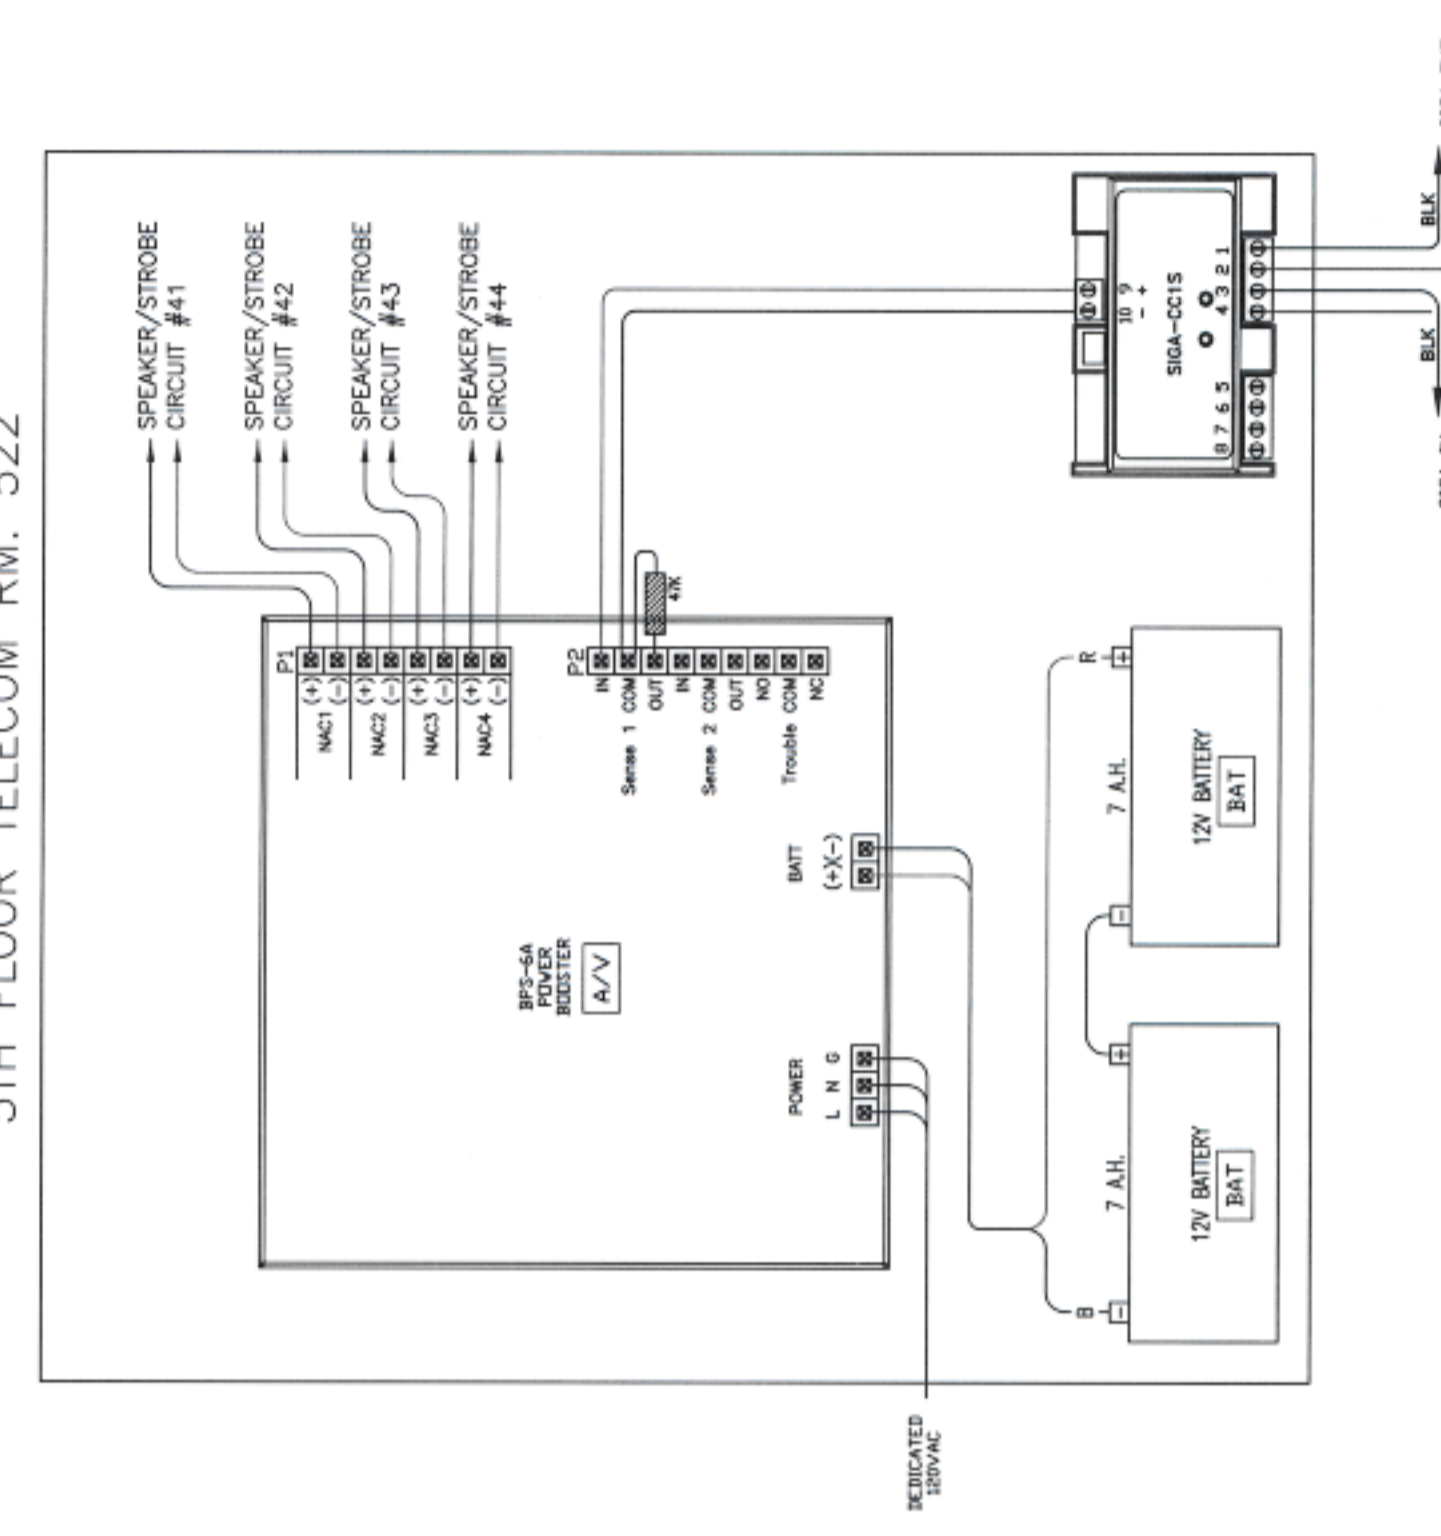 5TH FLOOR TELECOM RM. 522
SPEAKER/STROBE
CIRCUIT #41
SPEAKER/STROBE
CIRCUIT #42
SPEAKER/STROBE
CIRCUIT #43
SPEAKER/STROBE
CIRCUIT #44
P1
(+)
NAC1
(-)
(+)
NAC2
(-)
(+)
NAC3
(-)
(+)
NAC4
(-)
P2
IN
Sense 1 COM
OUT
IN
Sense 2 COM
OUT
NO
Trouble COM
NC
47K
BPS-6A
POWER
BOOSTER
A/V
POWER
L N G
BATT
(+)(-)
DEDICATED
120VAC
10 9
- +
SIGA-CC1S
8 7 6 5 4 3 2 1
BLK
BLK
B
-
+
7 A.H.
12V BATTERY
BAT
-
+
R
7 A.H.
12V BATTERY
BAT